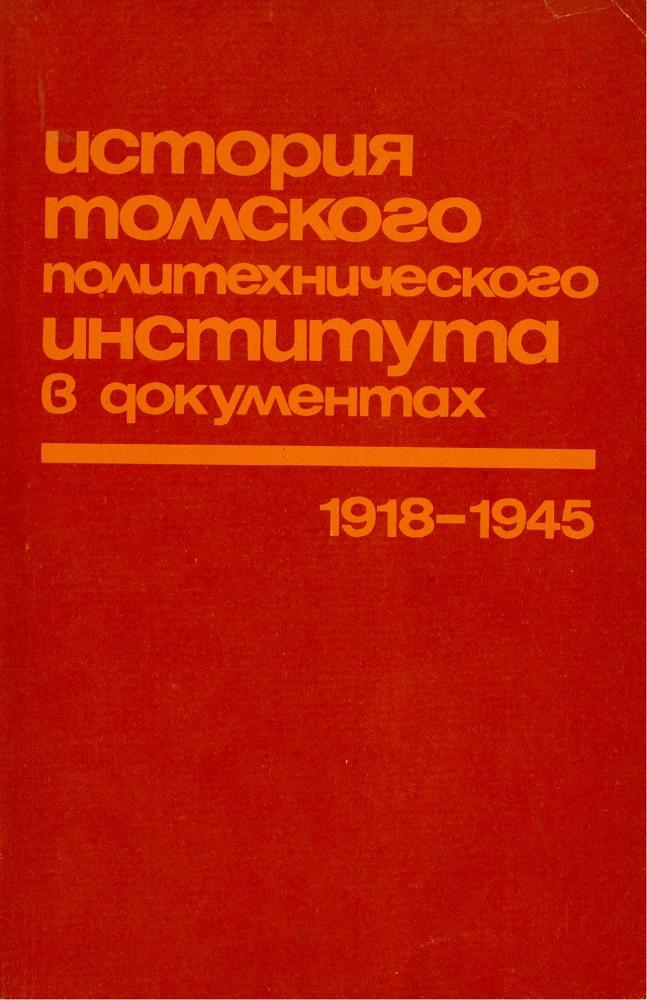 история
томского
политехнического
института
в документах
1918–1945